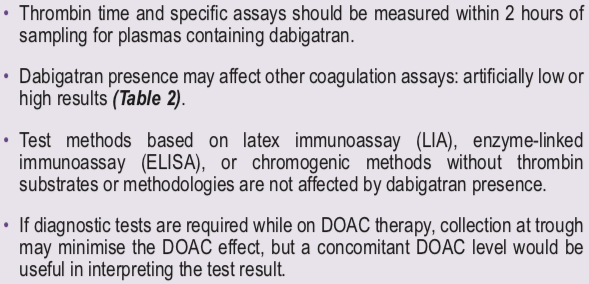 • Thrombin time and specific assays should be measured within 2 hours of
sampling for plasmas containing dabigatran.
• Dabigatran presence may affect other coagulation assays: artificially low or
high results (Table 2).
• Test methods based on latex immunoassay (LIA), enzyme-linked
immunoassay (ELISA), or chromogenic methods without thrombin
substrates or methodologies are not affected by dabigatran presence.
• If diagnostic tests are required while on DOAC therapy, collection at trough
may minimise the DOAC effect, but a concomitant DOAC level would be
useful in interpreting the test result.